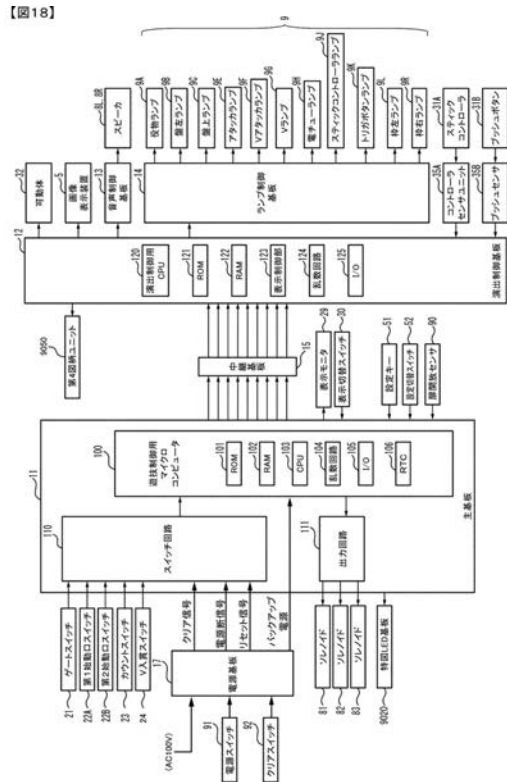 【図18】
9
8L,8R
スピーカ
9A
役物ランプ
9B
盤左ランプ
9C
盤上ランプ
9E
アタッカランプ
9F
Vアタッカランプ
9G
Vランプ
9H
電チューランプ
9J
スティックコントローラランプ
9K
トリガボタンランプ
9L
枠左ランプ
9R
枠右ランプ
31A
スティック
コントローラ
31B
プッシュボタン
32
可動体
5
画像
表示装置
13
音声制御
基板
14
ランプ制御基板
35A
コントローラ
センサユニット
35B
プッシュセンサ
12
120
演出制御用
CPU
121
ROM
122
RAM
123
表示制御部
124
乱数回路
125
I/O
演出制御基板
9050
第4図柄ユニット
中継基板
15
29
表示モニタ
30
表示切替スイッチ
51
設定キー
52
設定切替スイッチ
90
扉開放センサ
11
100
遊技制御用
マイクロ
コンピュータ
101
ROM
102
RAM
103
CPU
104
乱数回路
105
I/O
106
RTC
主基板
110
スイッチ回路
111
出力回路
クリア信号
電源断信号
リセット信号
バックアップ
電源
ゲートスイッチ
21
第1始動口スイッチ
22A
第2始動口スイッチ
22B
カウントスイッチ
23
V入賞スイッチ
24
17
電源基板
(AC100V)
91
電源スイッチ
92
クリアスイッチ
ソレノイド
81
ソレノイド
82
ソレノイド
83
特図LED基板
9020